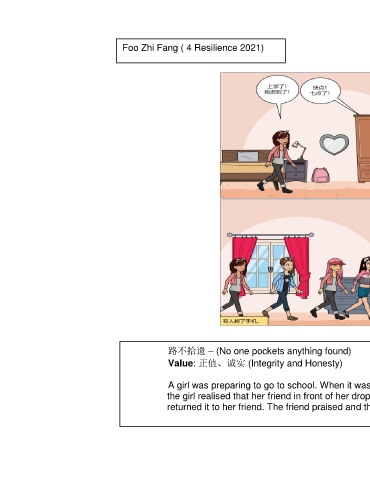 Foo Zhi Fang ( 4 Resilience 2021)
上学了!
我迟到了!
快点!!
七点了!
有人掉了手机。
路不拾遗 – (No one pockets anything found)
Value: 正值、诚实 (Integrity and Honesty)
A girl was preparing to go to school. When it was
the girl realised that her friend in front of her drop
returned it to her friend. The friend praised and th